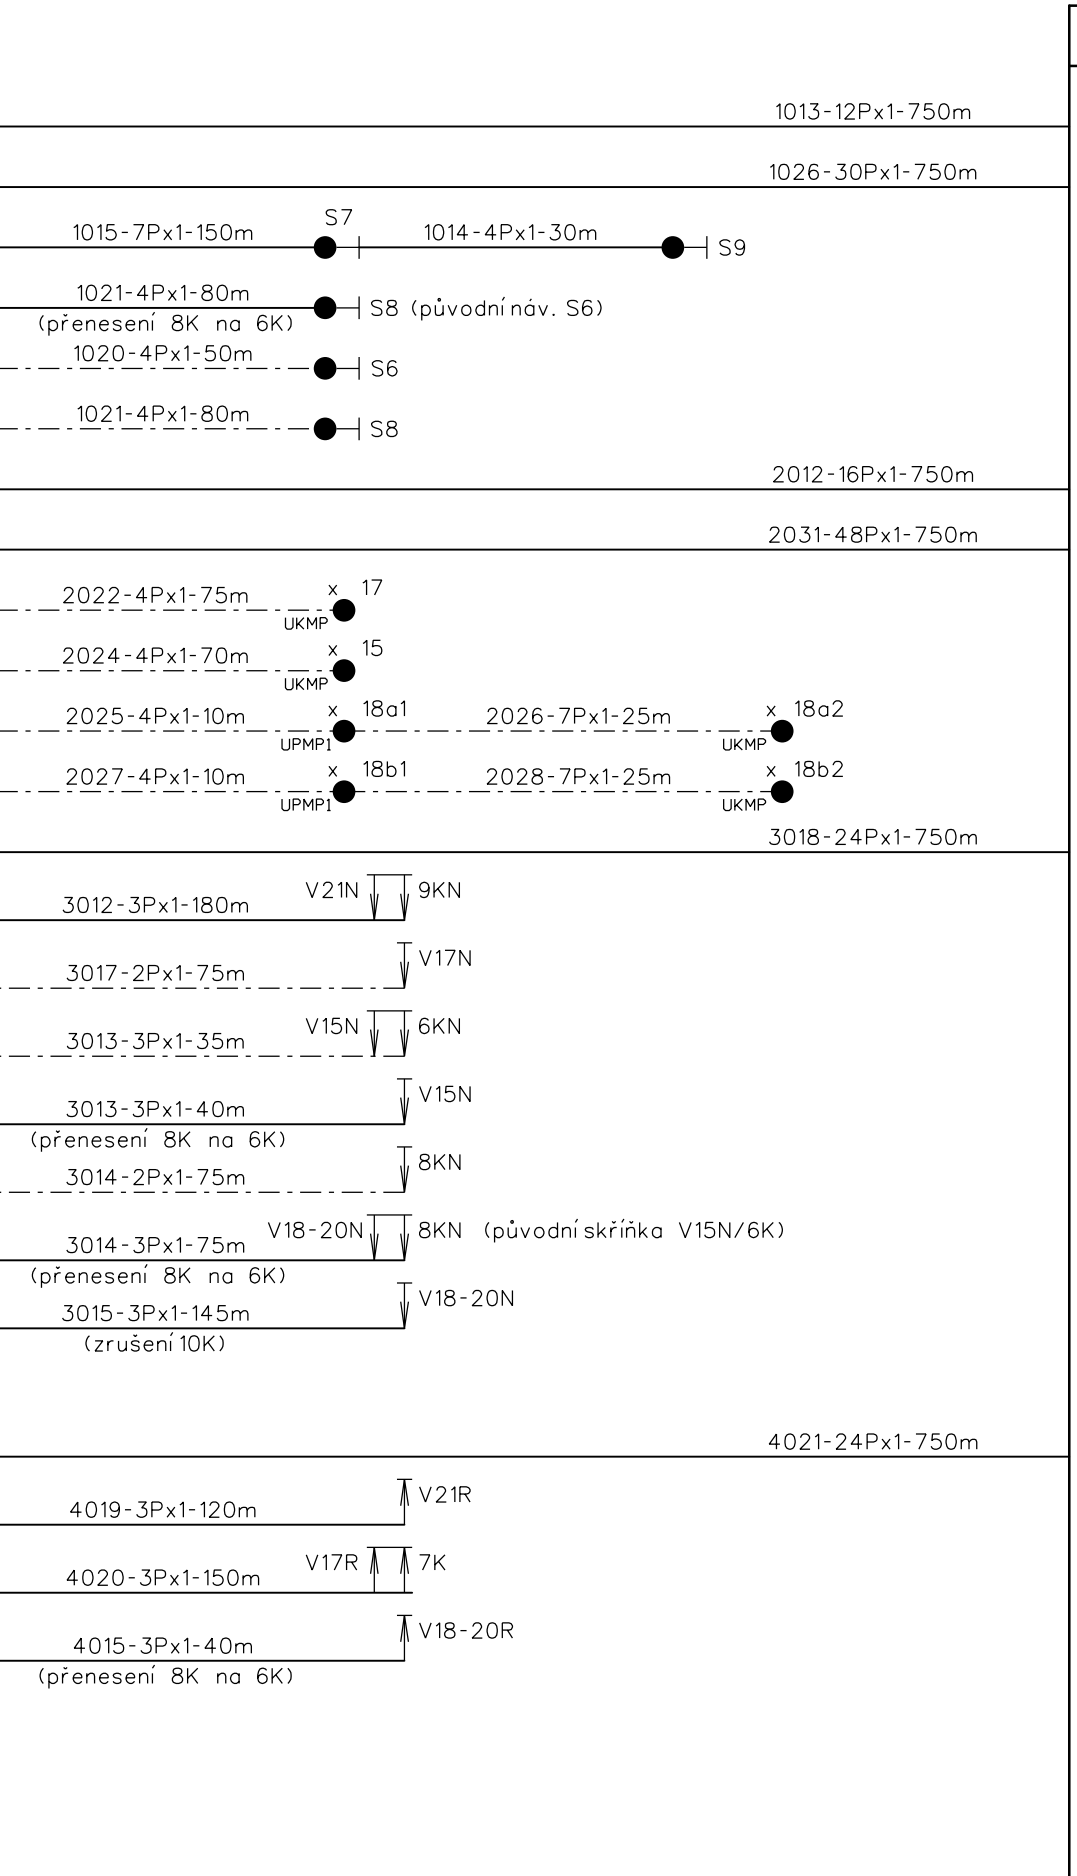 1013-12Px1-750m
1026-30Px1-750m
S7
1015-7Px1-150m 1014-4Px1-30m S9
1021-4Px1-80m
S8 (původní náv. S6)
(přenesení 8K na 6K)
1020-4Px1-50m
S6
1021-4Px1-80m
S8
2012-16Px1-750m
2031-48Px1-750m
2022-4Px1-75m x 17
UKMP
2024-4Px1-70m x 15
UKMP
2025-4Px1-10m x 18a1 2026-7Px1-25m x 18a2
UPMP1 UKMP
2027-4Px1-10m x 18b1 2028-7Px1-25m x 18b2
UPMP1 UKMP
3018-24Px1-750m
V21N 9KN
3012-3Px1-180m
V17N
3017-2Px1-75m
V15N 6KN
3013-3Px1-35m
V15N
3013-3Px1-40m
(přenesení 8K na 6K)
8KN
3014-2Px1-75m
V18-20N 8KN (původní skříňka V15N/6K)
3014-3Px1-75m
(přenesení 8K na 6K)
V18-20N
3015-3Px1-145m
(zrušení 10K)
4021-24Px1-750m
V21R
4019-3Px1-120m
V17R 7K
4020-3Px1-150m
V18-20R
4015-3Px1-40m
(přenesení 8K na 6K)